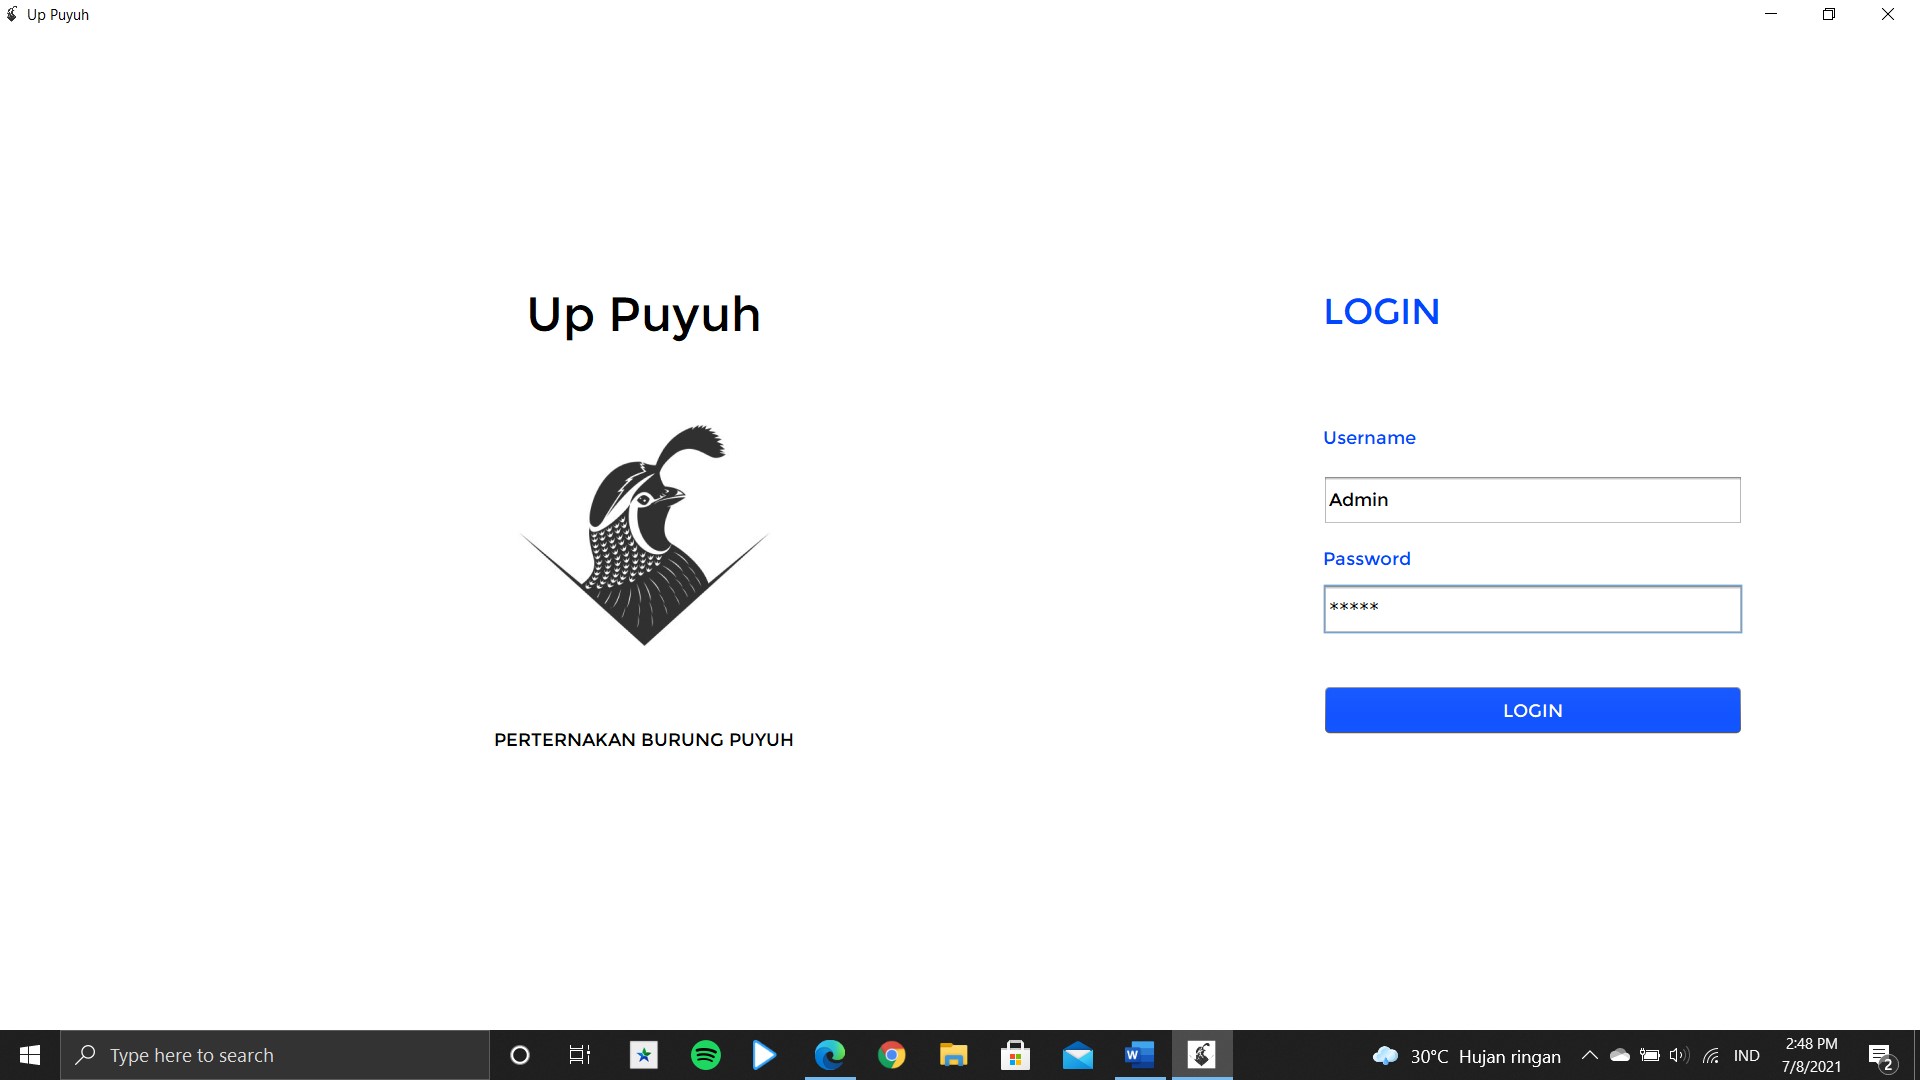 Up Puyuh
Up Puyuh
PERTERNAKAN BURUNG PUYUH
LOGIN
Username
Admin
Password
*****
LOGIN
Type here to search
W
30°C Hujan ringan
IND
2:48 PM
7/8/2021
2